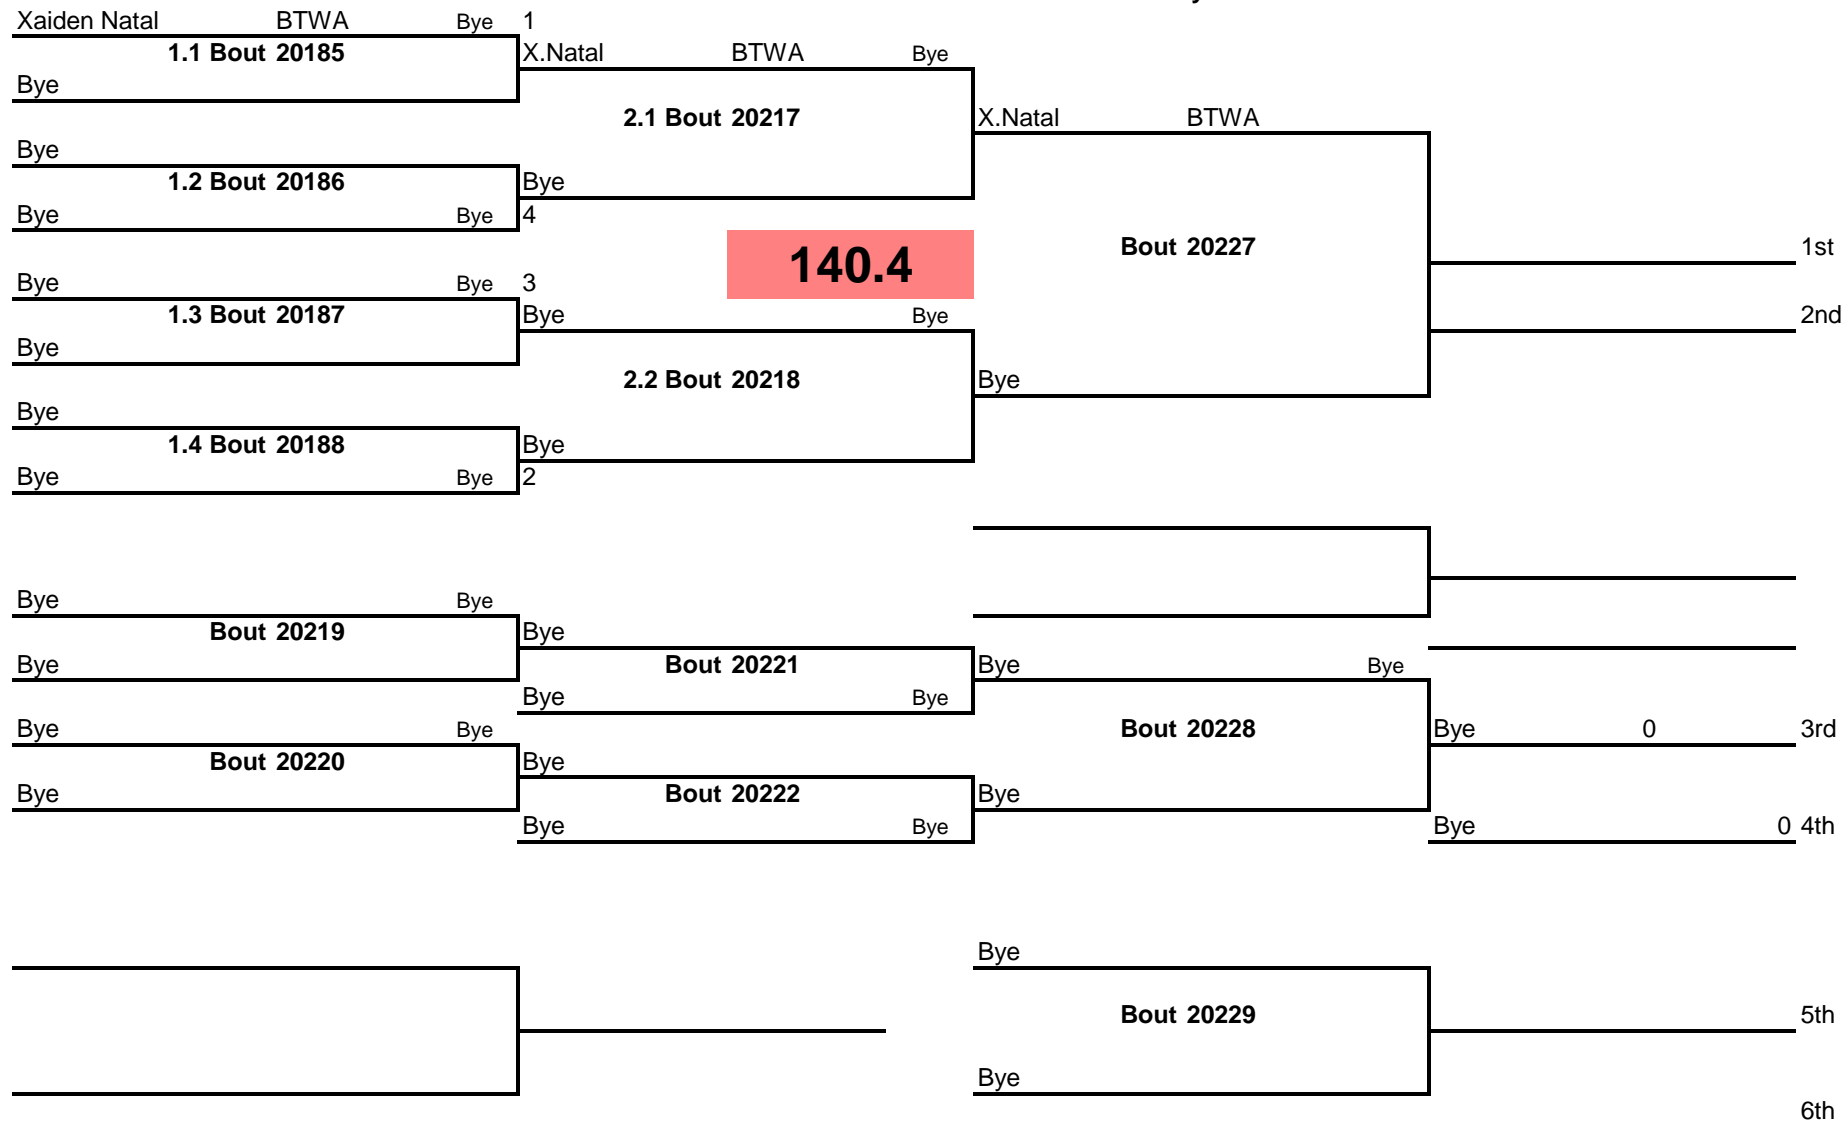 Xaiden Natal BTWA Bye 1
1.1 Bout 20185 X.Natal BTWA Bye
Bye
2.1 Bout 20217 X.Natal BTWA
Bye
1.2 Bout 20186 Bye
Bye Bye 4
140.4 Bout 20227 1st
Bye Bye 3
1.3 Bout 20187 Bye Bye 2nd
Bye
2.2 Bout 20218 Bye
Bye
1.4 Bout 20188 Bye
Bye Bye 2
Bye Bye
Bout 20219 Bye
Bye Bout 20221 Bye Bye
Bye Bye
Bye Bye Bout 20228 Bye 0 3rd
Bout 20220 Bye
Bye Bout 20222 Bye
Bye Bye Bye 0 4th
Bye
Bout 20229 5th
Bye
6th